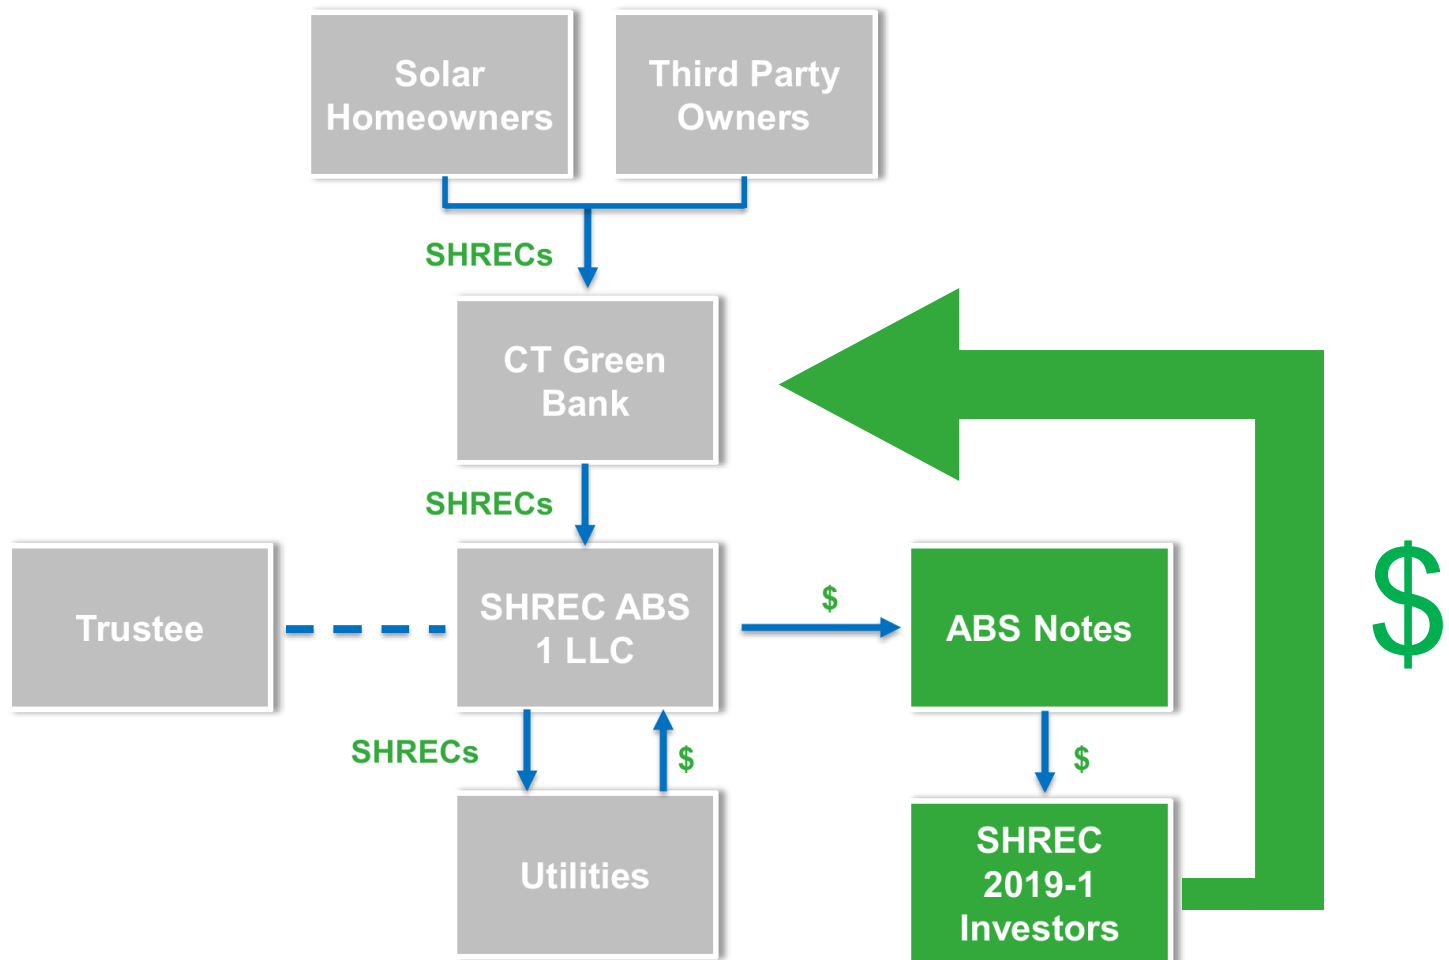 Solar
Homeowners
Third Party
Owners
SHRECs
CT Green
Bank
SHRECs
Trustee
SHREC ABS
1 LLC
$
ABS Notes
$
SHRECs
$
$
Utilities
SHREC
2019-1
Investors